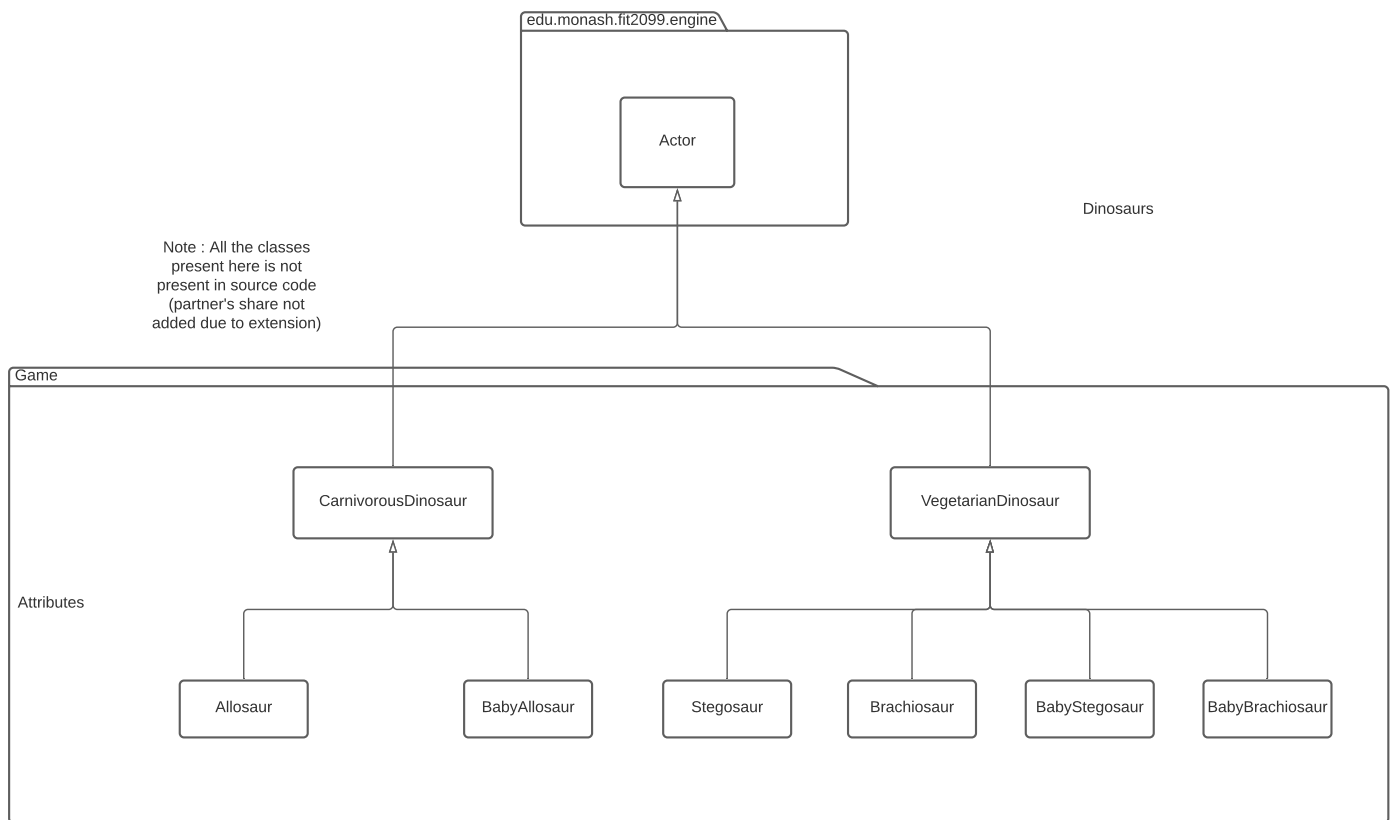 edu.monash.fit2099.engine
Actor
Dinosaurs
Note : All the classes
present here is not
present in source code
(partner's share not
added due to extension)
Game
CarnivorousDinosaur
VegetarianDinosaur
Attributes
Allosaur
BabyAllosaur
Stegosaur
Brachiosaur
BabyStegosaur
BabyBrachiosaur